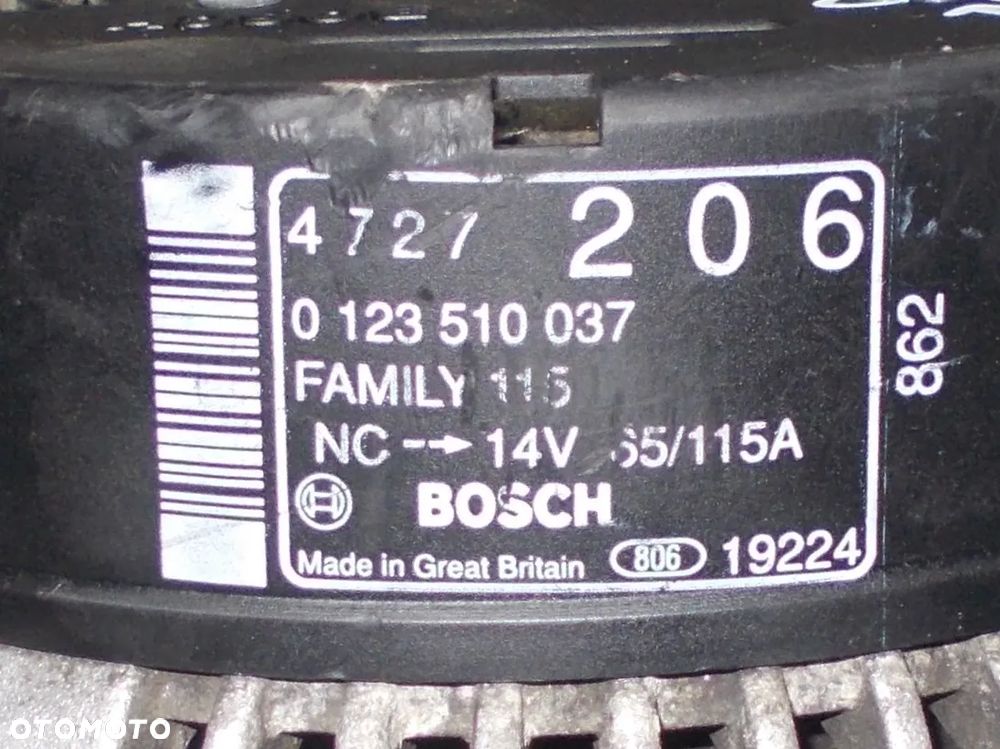 4727 206
0 123 510 037
FAMILY 115
NC → 14V 65/115A
BOSCH
Made in Great Britain 806 19224
862
OTOMOTO